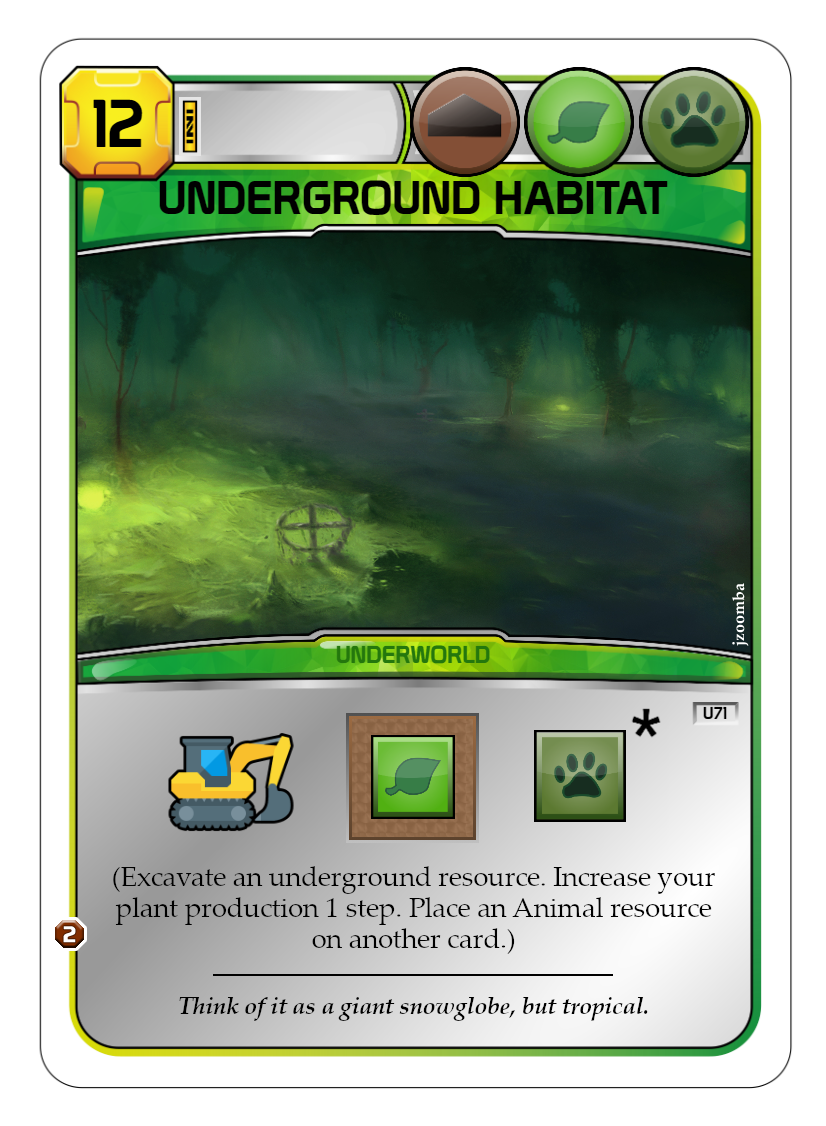 12
UNDERGROUND HABITAT
jzoomba
UNDERWORLD
U71
*
(Excavate an underground resource. Increase your
plant production 1 step. Place an Animal resource
on another card.)
2
Think of it as a giant snowglobe, but tropical.